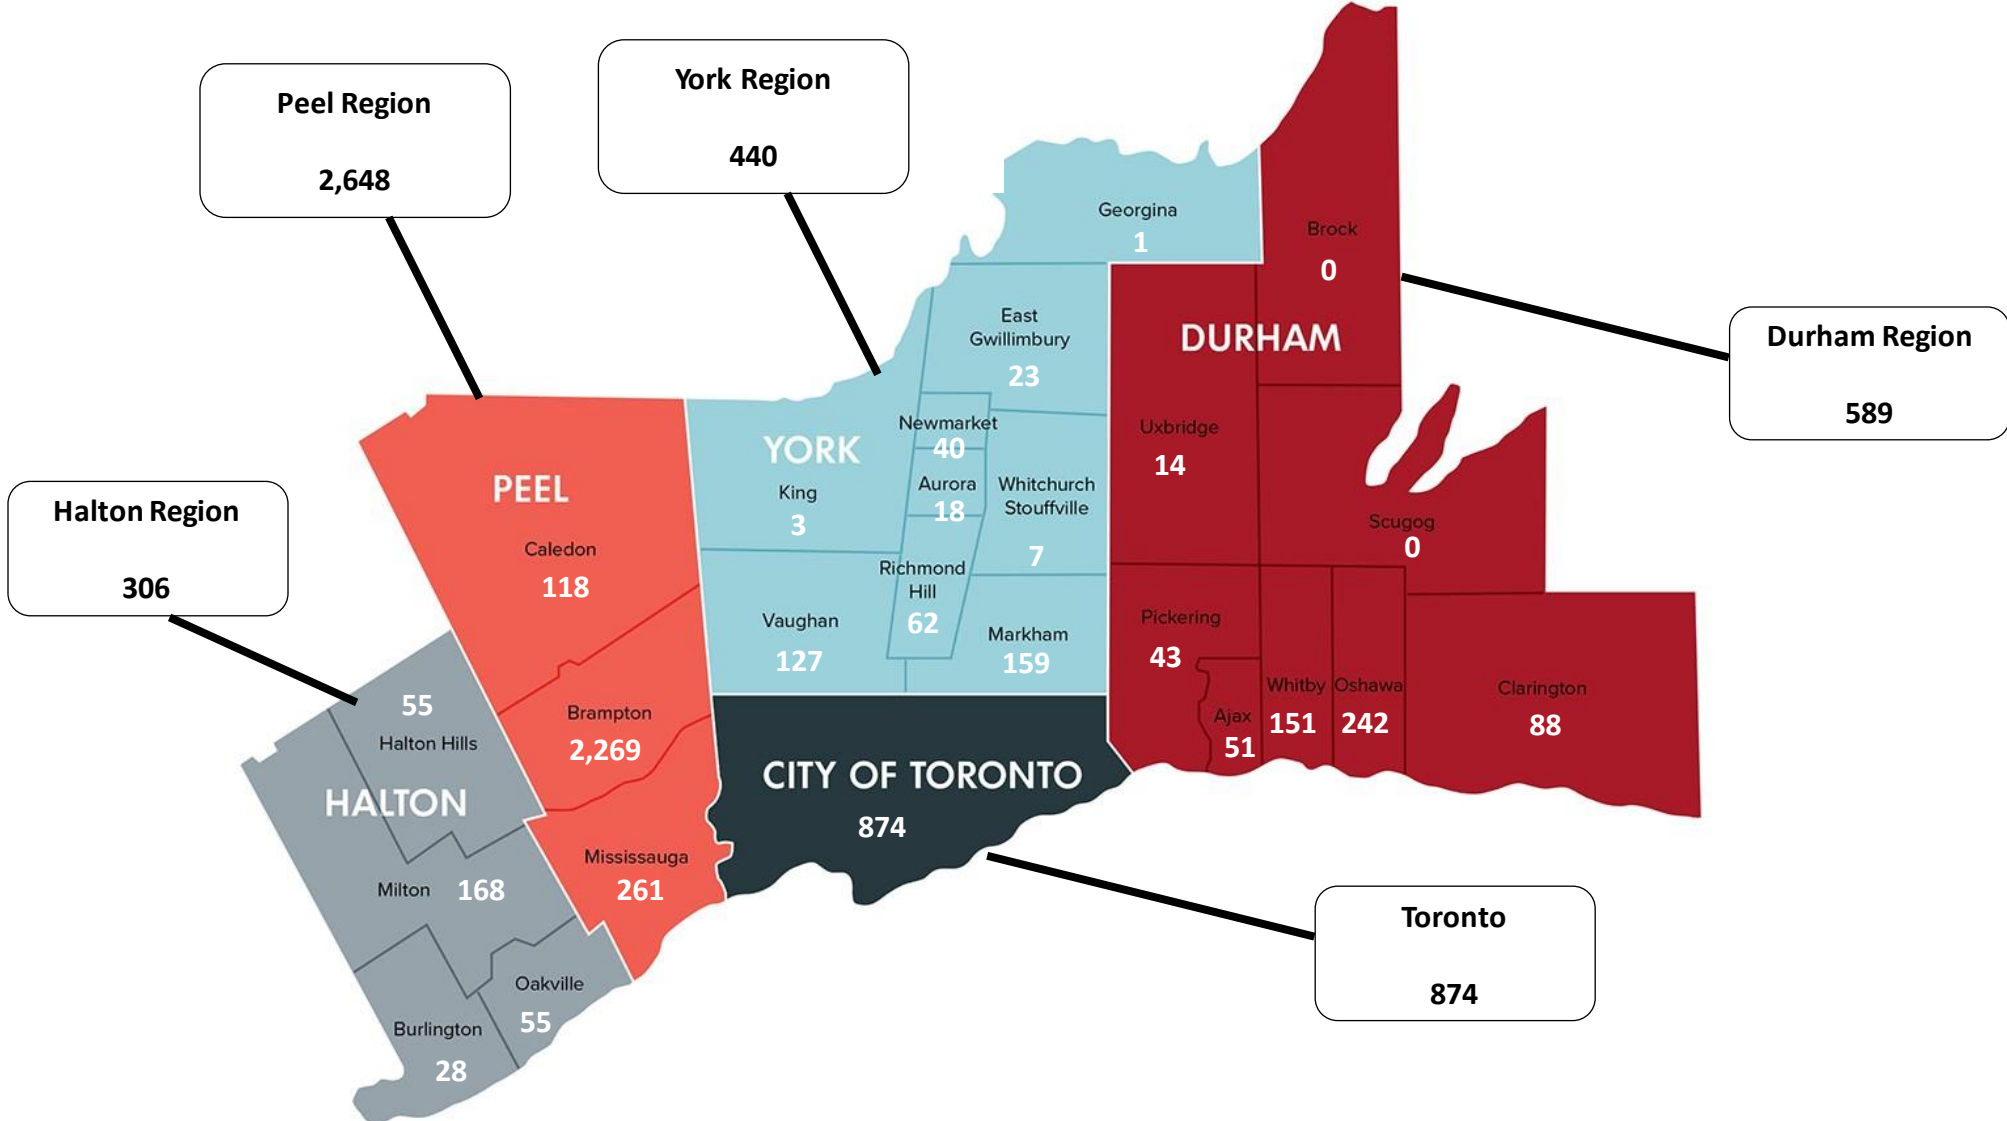 Peel Region
2,648
York Region
440
Durham Region
589
Halton Region
306
Toronto
874
Georgina
1
Brock
0
East
Gwillimbury
23
DURHAM
Newmarket
40
YORK
King
3
Aurora
18
Whitchurch
Stouffville
7
Uxbridge
14
Scugog
0
PEEL
Caledon
118
Richmond
Hill
62
Vaughan
127
Markham
159
Pickering
43
Ajax
51
Whitby
151
Oshawa
242
Clarington
88
Brampton
2,269
55
Halton Hills
HALTON
CITY OF TORONTO
874
Mississauga
261
Milton 168
Oakville
55
Burlington
28